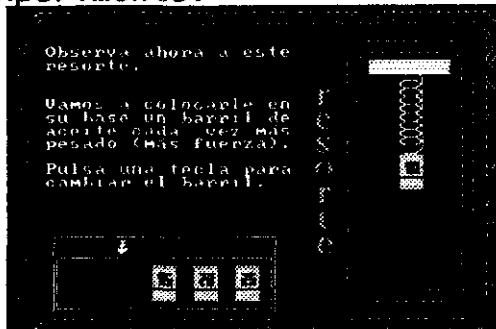 Observa ahora a este
resorte.
Vamos a colocarle en
su base un barril de
aceite cada vez más
pesado (más fuerza).
Pulsa una tecla para
cambiar el barril.